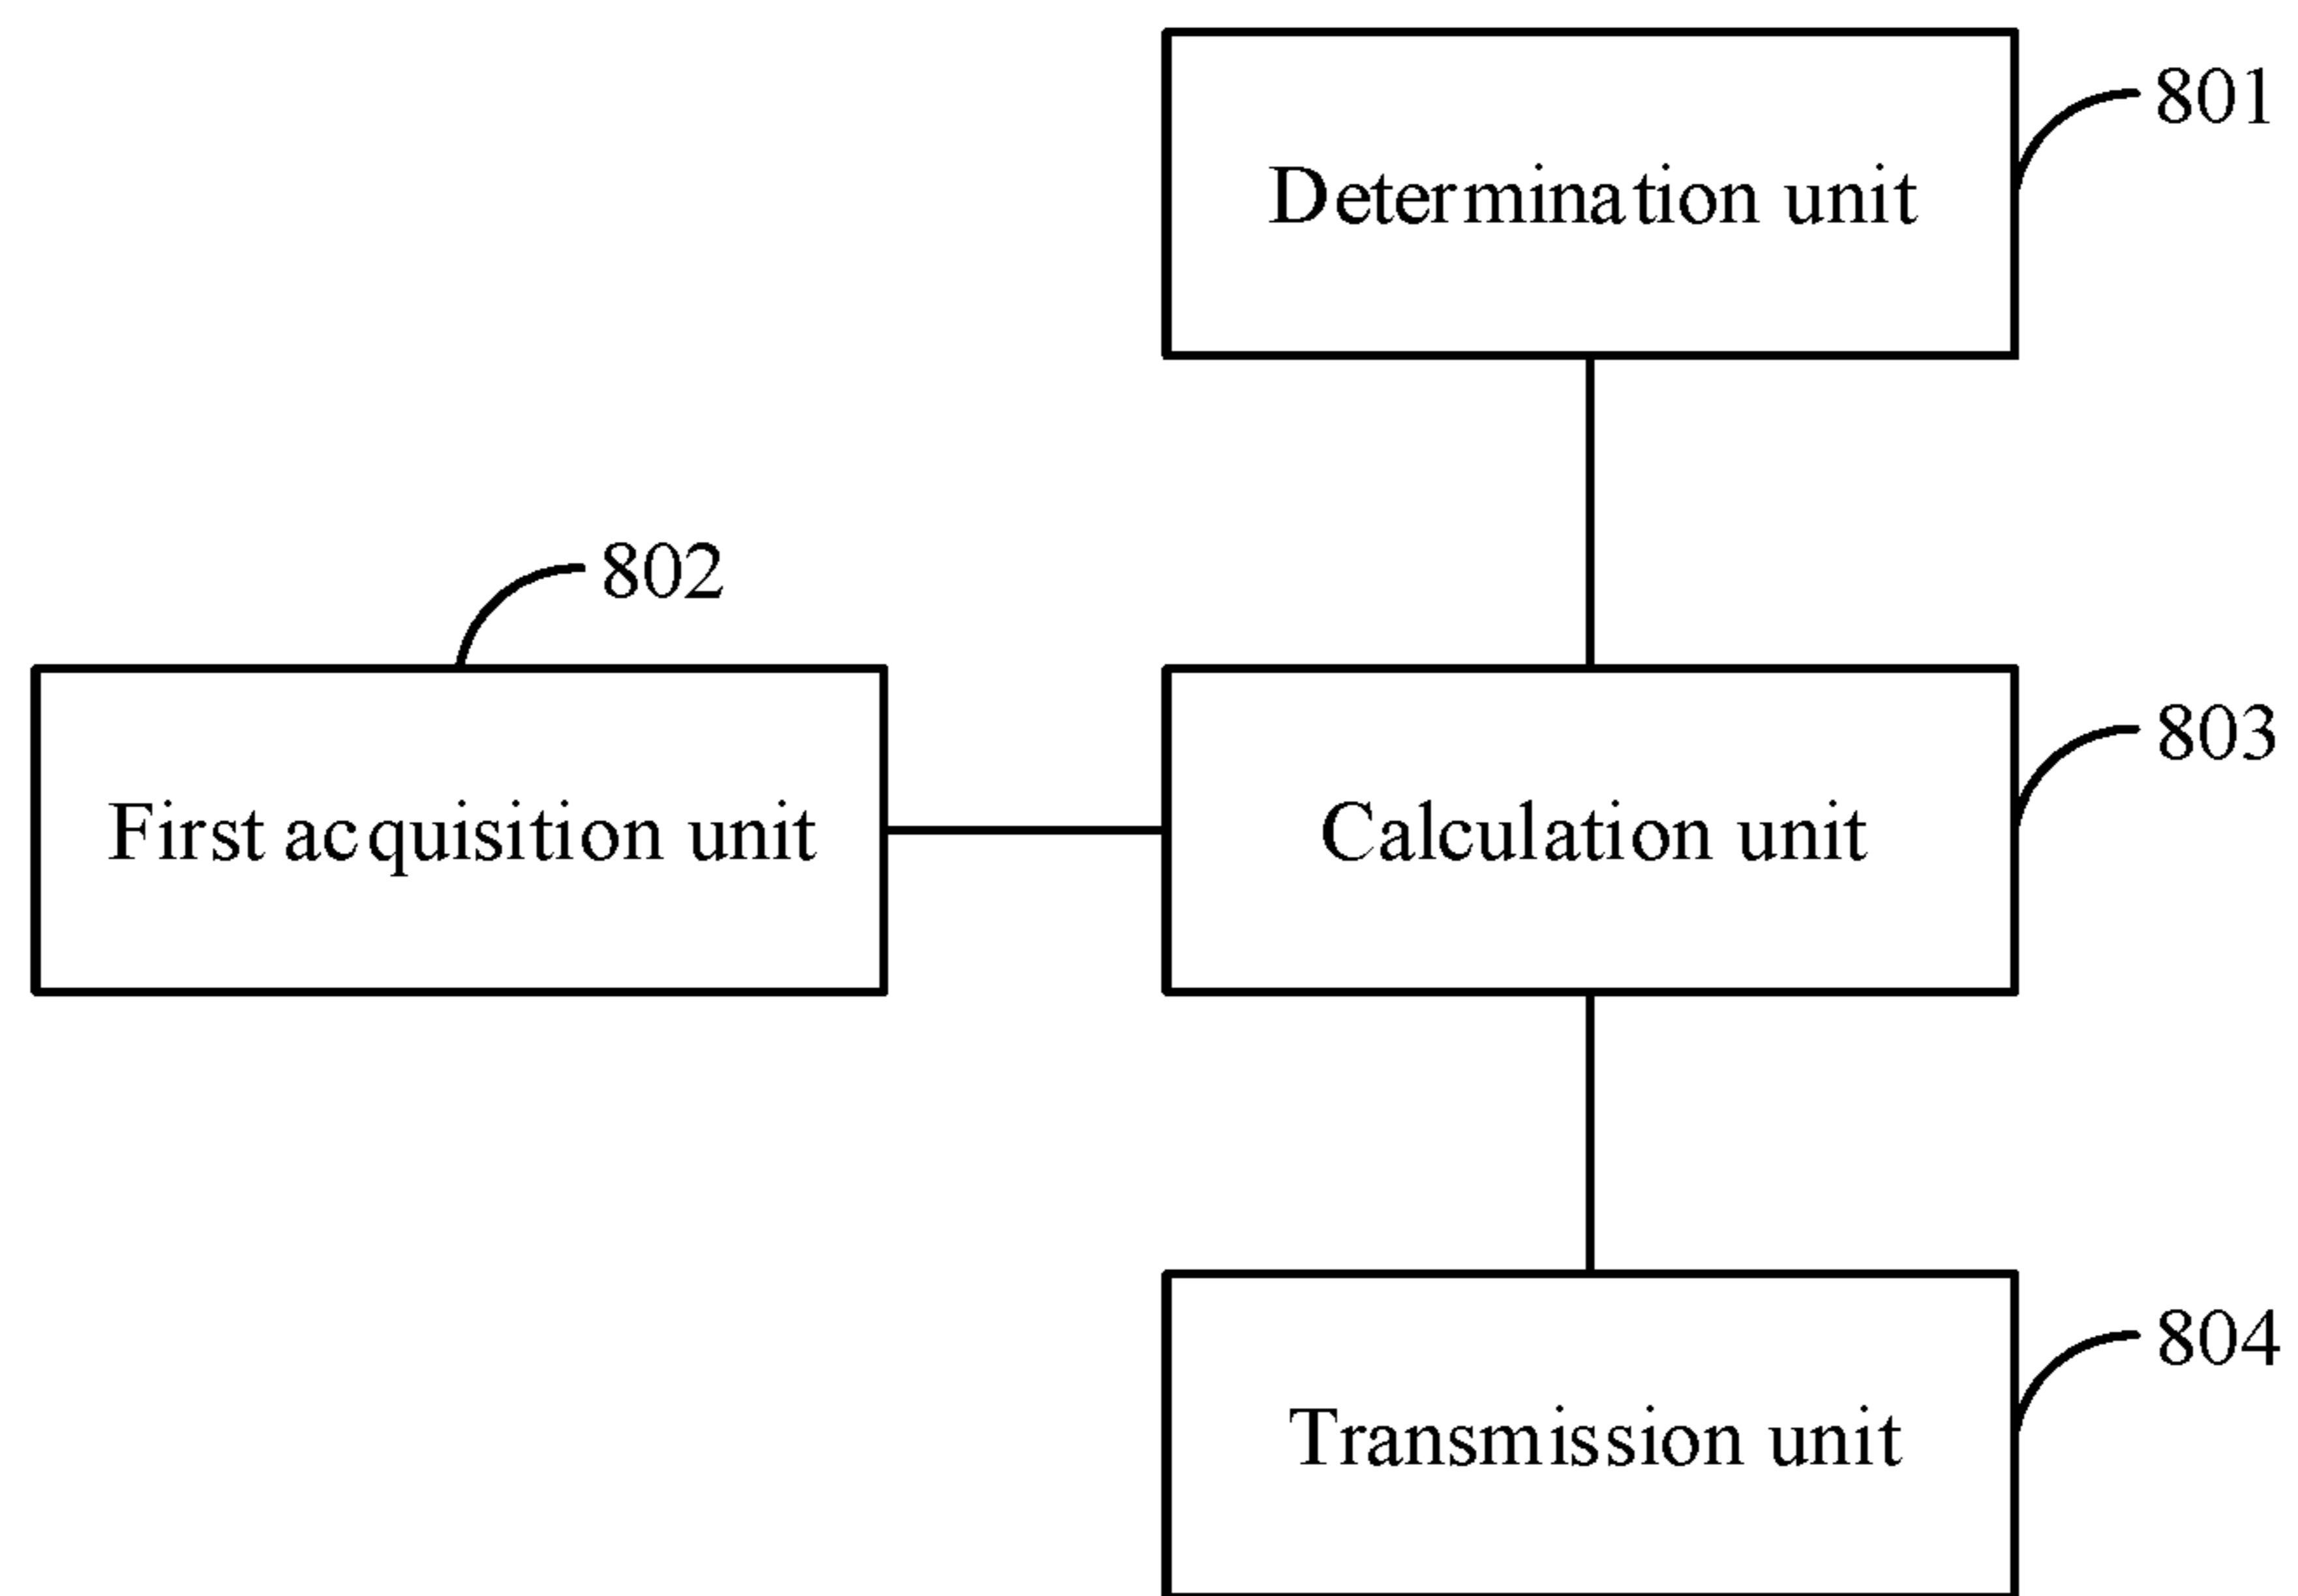 801
Determination unit
802
First acquisition unit
803
Calculation unit
804
Transmission unit